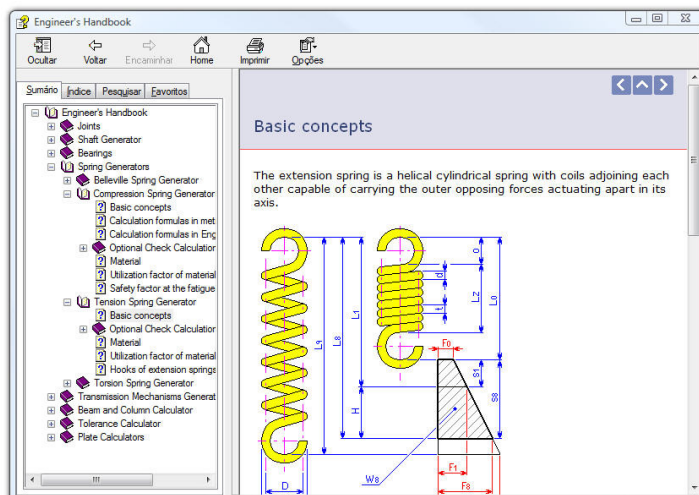 Engineer's Handbook
Ocultar Voltar Encaminhar Home Imprimir Opções
Sumário Índice Pesquisar Favoritos
Engineer's Handbook
Joints
Shaft Generator
Bearings
Spring Generators
Belleville Spring Generator
Compression Spring Generator
Basic concepts
Calculation formulas in met
Calculation formulas in Eng
Optional Check Calculation
Material
Utilization factor of material
Safety factor at the fatigue
Tension Spring Generator
Basic concepts
Optional Check Calculation
Material
Utilization factor of material
Hooks of extension springs
Torsion Spring Generator
Transmission Mechanisms Generat
Beam and Column Calculator
Tolerance Calculator
Plate Calculators
Basic concepts
The extension spring is a helical cylindrical spring with coils adjoining each
other capable of carrying the outer opposing forces actuating apart in its
axis.
L9
L8
L1
H
D
d
t
o
LZ
L0
F0
s1
s8
W8
F1
F8